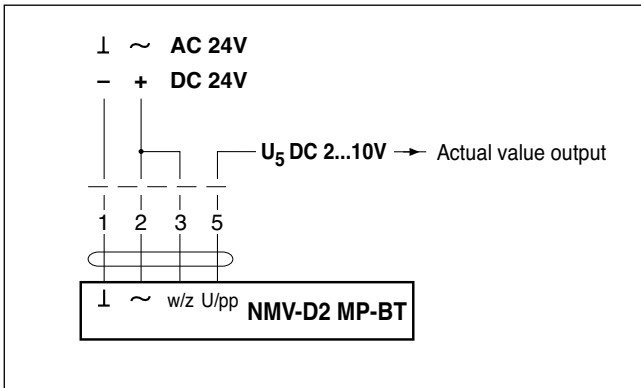 ⊥ ~ AC 24V
– + DC 24V
U5 DC 2...10V → Actual value output
1 2 3 5
⊥ ~ w/z U/pp NMV-D2 MP-BT